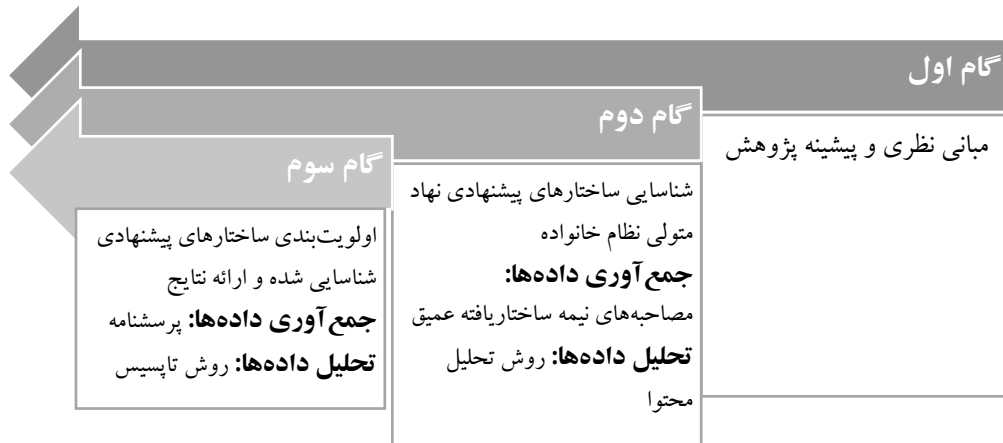 گام اول
مبانی نظری و پیشینه پژوهش
گام دوم
شناسایی ساختارهای پیشنهادی نهاد
متولی نظام خانواده
جمع‌آوری داده‌ها:
مصاحبه‌های نیمه ساختاریافته عمیق
تحلیل داده‌ها: روش تحلیل
محتوا
گام سوم
اولویت‌بندی ساختارهای پیشنهادی
شناسایی شده و ارائه نتایج
جمع‌آوری داده‌ها: پرسشنامه
تحلیل داده‌ها: روش تاپسیس